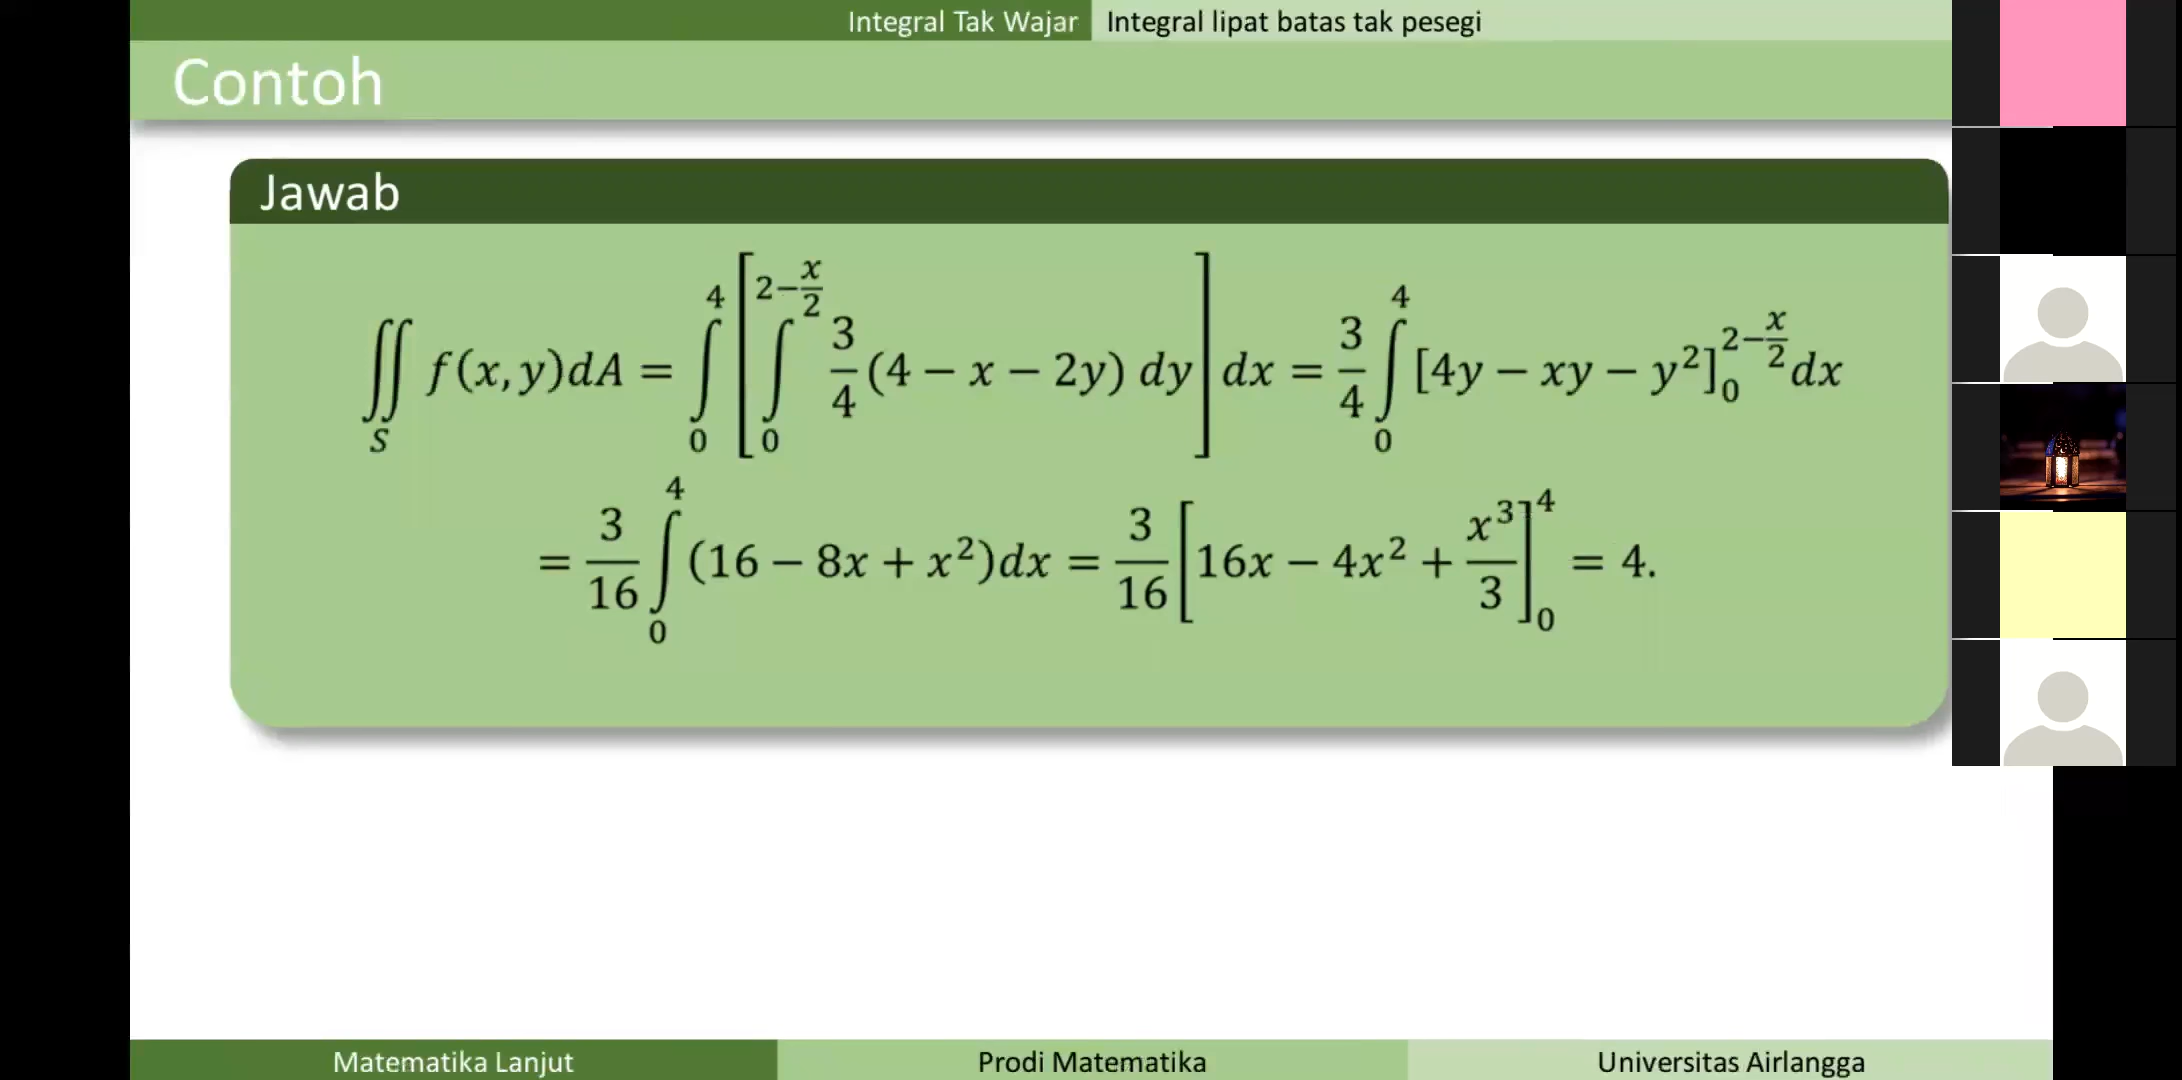 Integral Tak Wajar Integral lipat batas tak pesegi
Contoh
Jawab
∬_S f(x,y)dA = ∫_0^4 [∫_0^{2−x/2} 3/4 (4 − x − 2y) dy] dx = 3/4 ∫_0^4 [4y − xy − y²]_0^{2−x/2} dx
= 3/16 ∫_0^4 (16 − 8x + x²)dx = 3/16 [16x − 4x² + x³/3]_0^4 = 4.
Matematika Lanjut Prodi Matematika Universitas Airlangga